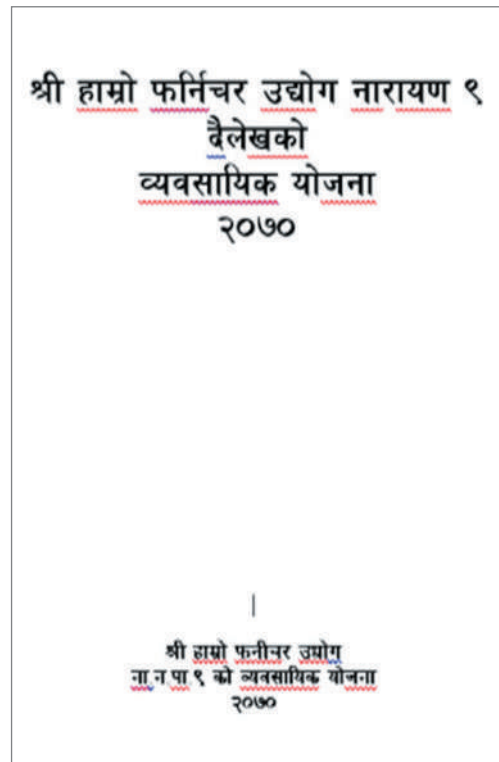 श्री हाम्रो फर्निचर उद्योग नारायण ९
दैलेखको
व्यवसायिक योजना
२०७०
श्री हाम्रो फर्नीचर उद्योग
ना न पा ९ को व्यवसायिक योजना
२०७०